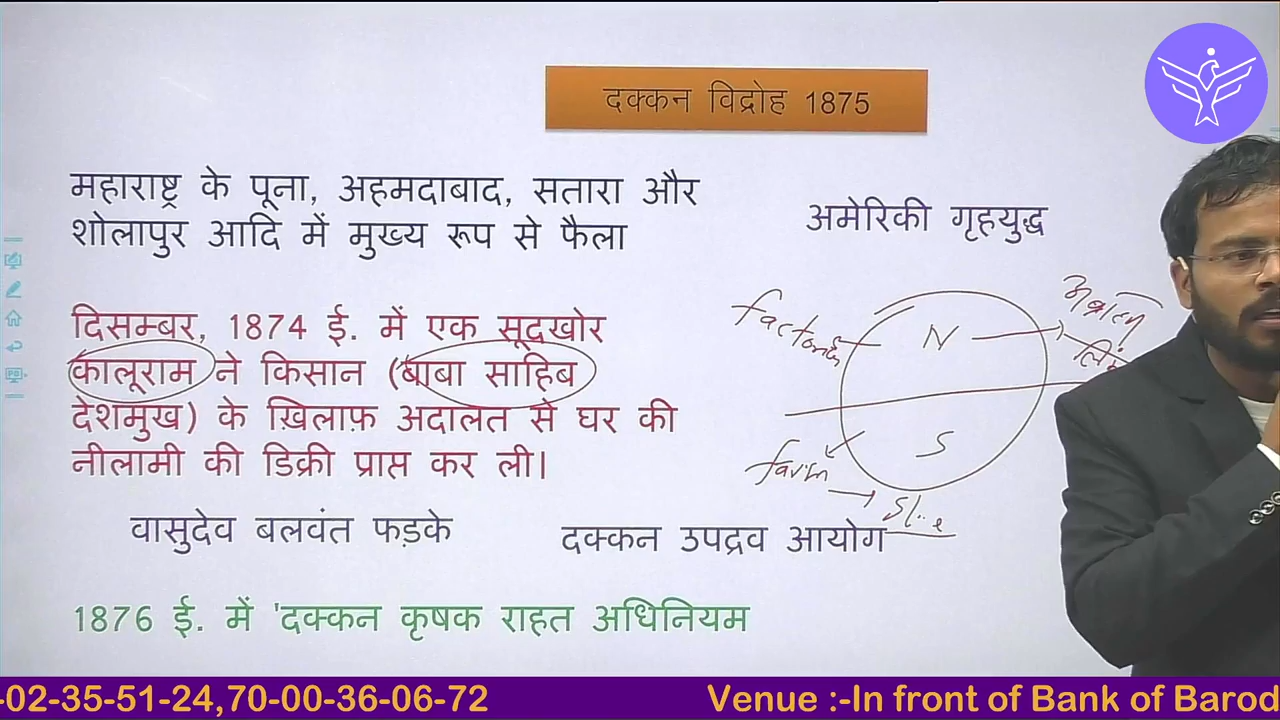 दक्कन विद्रोह 1875
महाराष्ट्र के पूना, अहमदाबाद, सतारा और
शोलापुर आदि में मुख्य रूप से फैला
अमेरिकी गृहयुद्ध
दिसम्बर, 1874 ई. में एक सूदखोर
कालूराम ने किसान (बाबा साहिब
देशमुख) के ख़िलाफ़ अदालत से घर की
नीलामी की डिक्री प्राप्त कर ली।
N
S
farm
वासुदेव बलवंत फड़के
दक्कन उपद्रव आयोग
1876 ई. में 'दक्कन कृषक राहत अधिनियम
-02-35-51-24,70-00-36-06-72
Venue :-In front of Bank of Barod